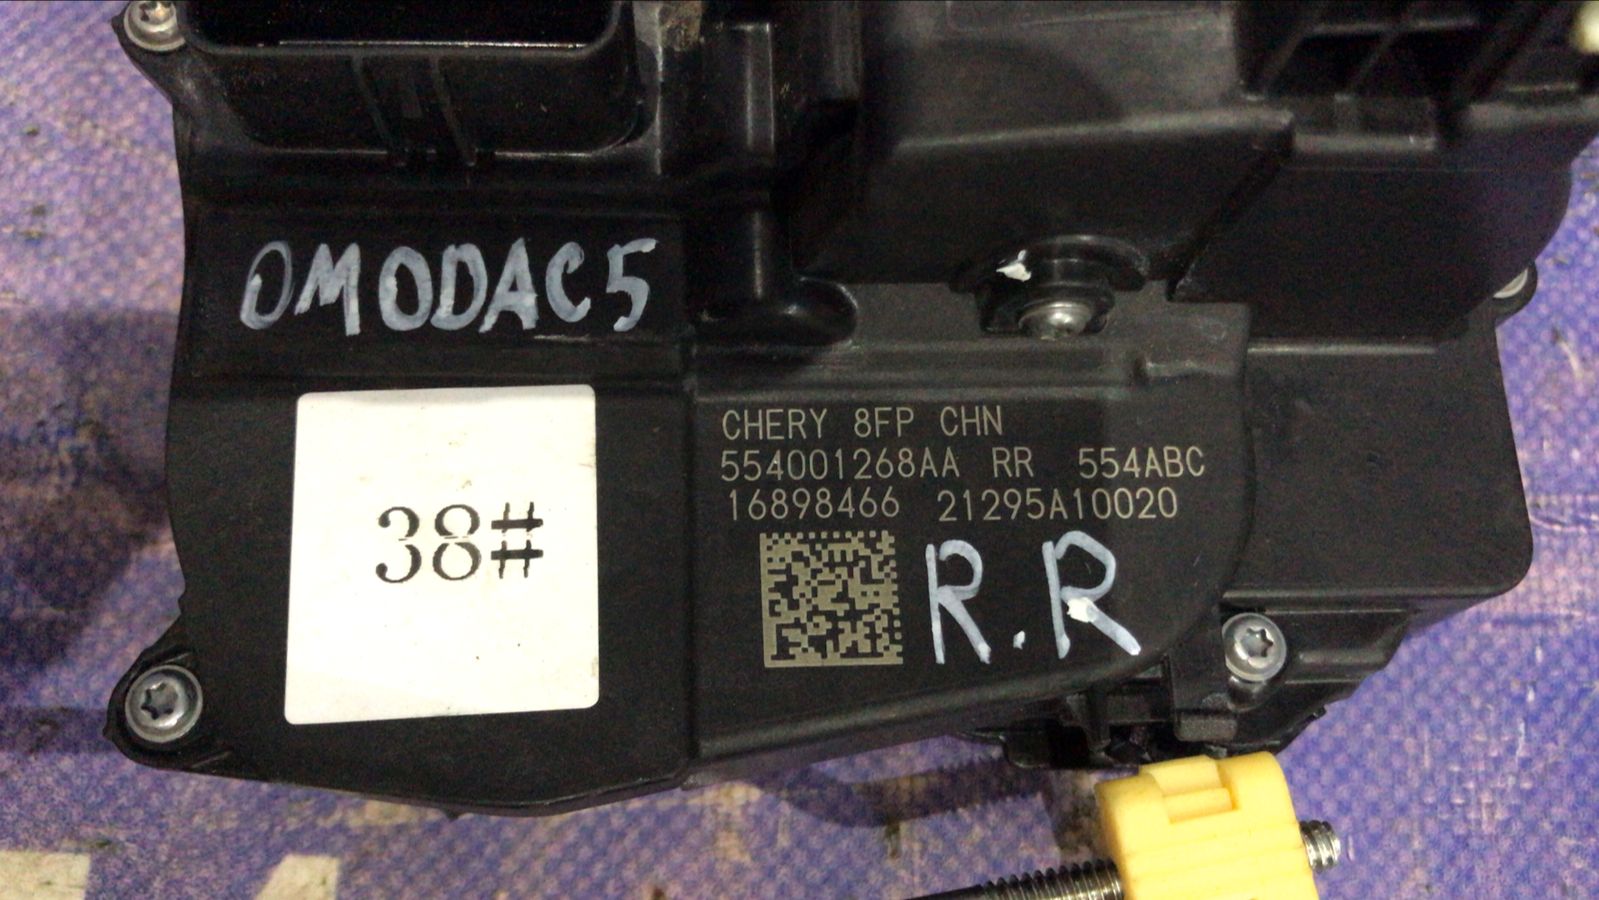 OMODAC5
38#
CHERY 8FP CHN
554001268AA RR 554ABC
16898466 21295A10020
R.R